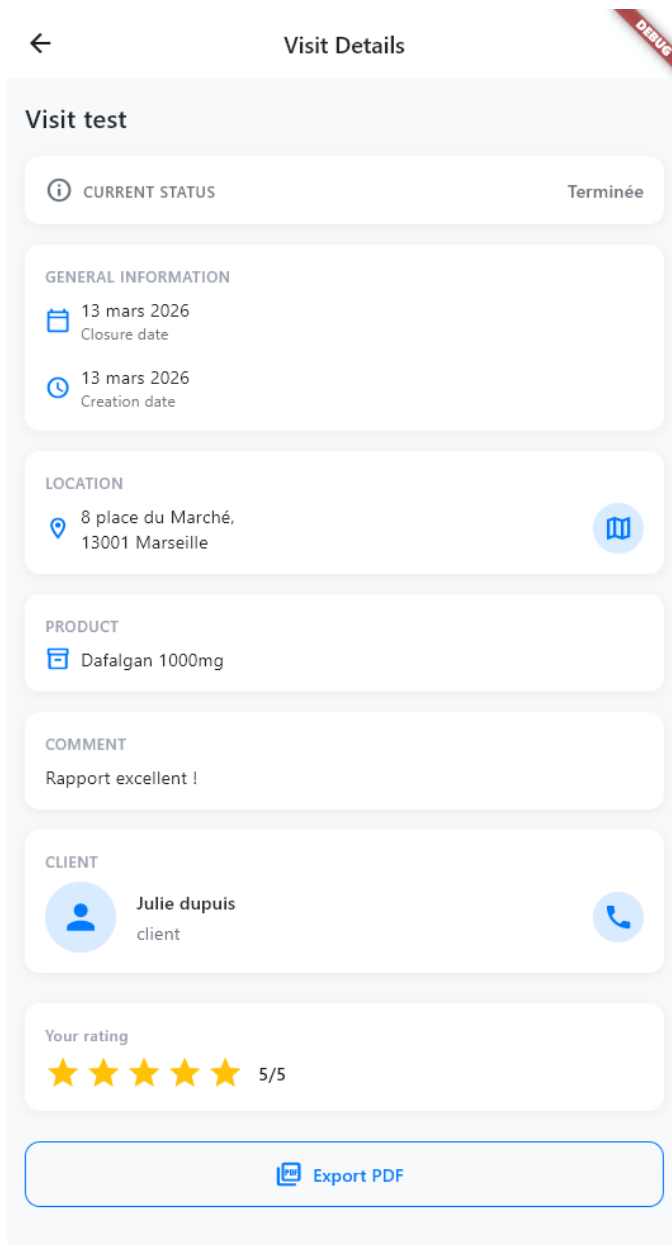 Visit Details
DEBUG
Visit test
CURRENT STATUS
Terminée
GENERAL INFORMATION
13 mars 2026
Closure date
13 mars 2026
Creation date
LOCATION
8 place du Marché,
13001 Marseille
PRODUCT
Dafalgan 1000mg
COMMENT
Rapport excellent !
CLIENT
Julie dupuis
client
Your rating
5/5
PDF
Export PDF